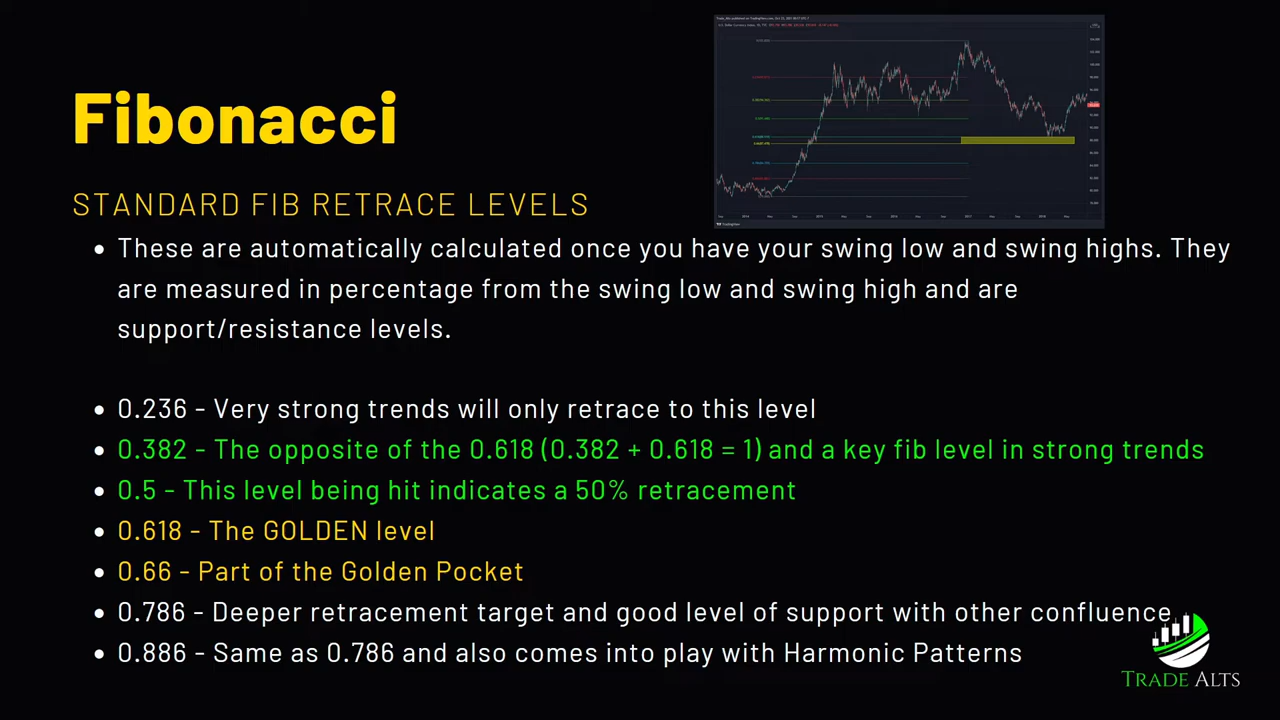 Fibonacci
STANDARD FIB RETRACE LEVELS
• These are automatically calculated once you have your swing low and swing highs. They
are measured in percentage from the swing low and swing high and are
support/resistance levels.
• 0.236 - Very strong trends will only retrace to this level
• 0.382 - The opposite of the 0.618 (0.382 + 0.618 = 1) and a key fib level in strong trends
• 0.5 - This level being hit indicates a 50% retracement
• 0.618 - The GOLDEN level
• 0.66 - Part of the Golden Pocket
• 0.786 - Deeper retracement target and good level of support with other confluence
• 0.886 - Same as 0.786 and also comes into play with Harmonic Patterns
TRADE ALTS